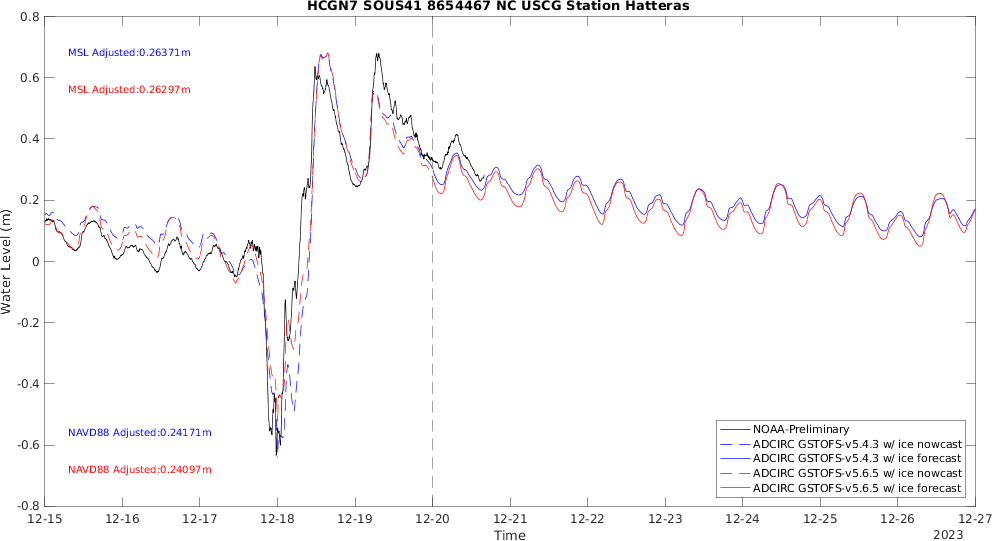 HCGN7 SOUS41 8654467 NC USCG Station Hatteras
0.8
0.6
0.4
0.2
0
-0.2
-0.4
-0.6
-0.8
Water Level (m)
MSL Adjusted:0.26371m
MSL Adjusted:0.26297m
NAVD88 Adjusted:0.24171m
NAVD88 Adjusted:0.24097m
NOAA-Preliminary
ADCIRC GSTOFS-v5.4.3 w/ ice nowcast
ADCIRC GSTOFS-v5.4.3 w/ ice forecast
ADCIRC GSTOFS-v5.6.5 w/ ice nowcast
ADCIRC GSTOFS-v5.6.5 w/ ice forecast
12-15 12-16 12-17 12-18 12-19 12-20 12-21 12-22 12-23 12-24 12-25 12-26 12-27
Time
2023